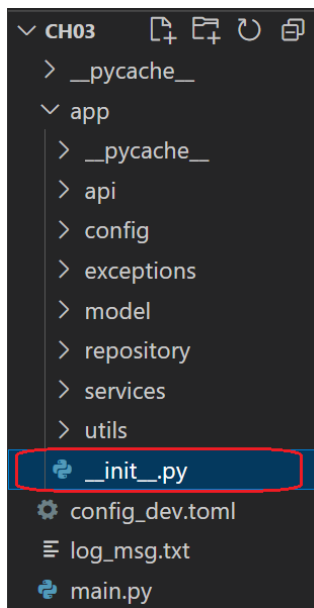 CH03
__pycache__
app
__pycache__
api
config
exceptions
model
repository
services
utils
__init__.py
config_dev.toml
log_msg.txt
main.py